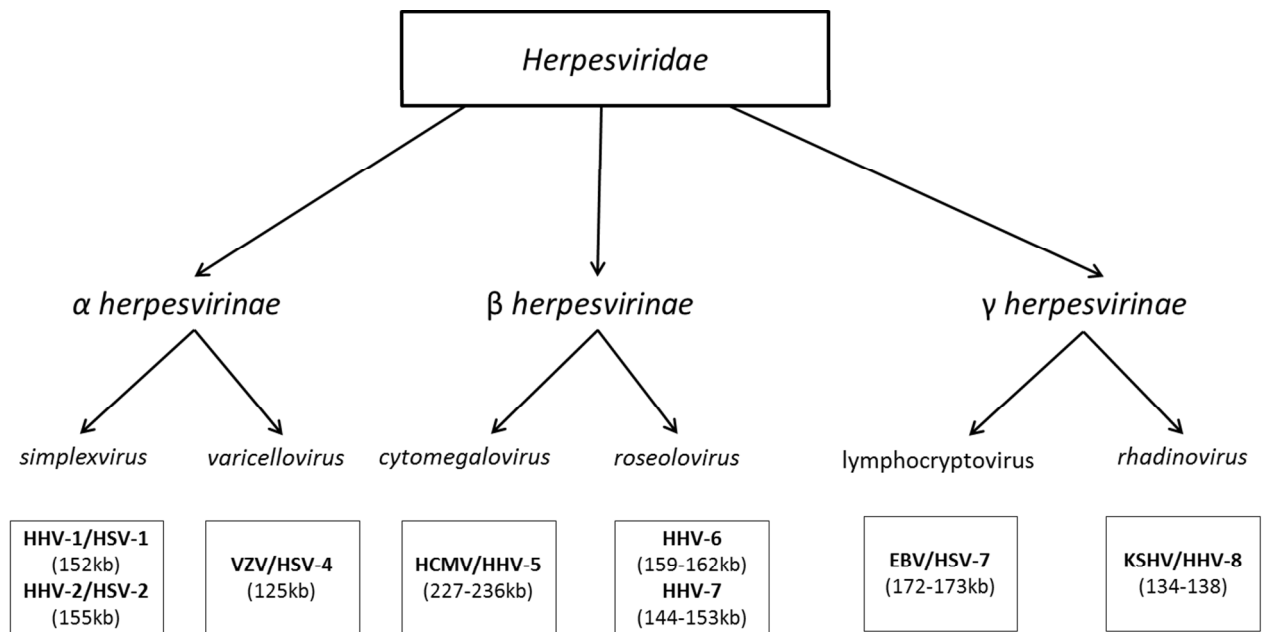 Herpesviridae
α herpesvirinae
β herpesvirinae
γ herpesvirinae
simplexvirus
varicellovirus
cytomegalovirus
roseolovirus
lymphocryptovirus
rhadinovirus
HHV-1/HSV-1
(152kb)
HHV-2/HSV-2
(155kb)
VZV/HSV-4
(125kb)
HCMV/HHV-5
(227-236kb)
HHV-6
(159-162kb)
HHV-7
(144-153kb)
EBV/HSV-7
(172-173kb)
KSHV/HHV-8
(134-138)